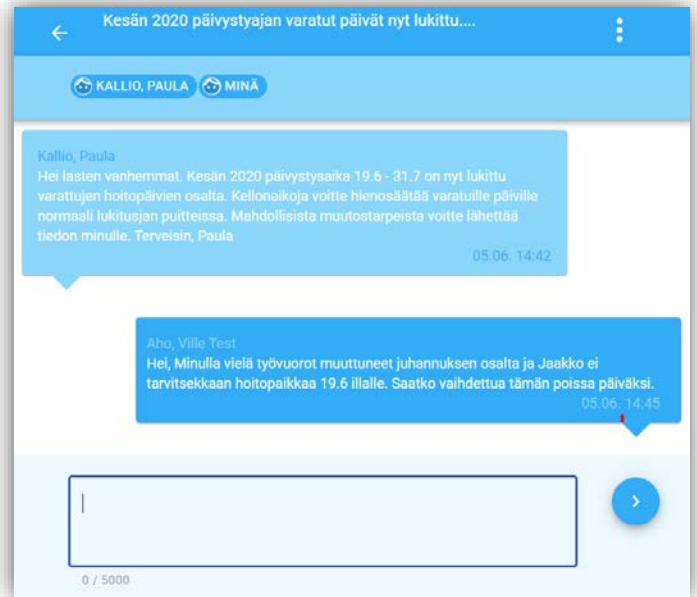 Kesän 2020 päivystyajan varatut päivät nyt lukittu....
KALLIO, PAULA MINÄ
Kallio, Paula
Hei lasten vanhemmat. Kesän 2020 päivystysaika 19.6 - 31.7 on nyt lukittu
varattujen hoitopäivien osalta. Kellonaikoja voitte hienosäätää varatuille päiville
normaali lukitusjan puitteissa. Mahdollisista muutostarpeista voitte lähettää
tiedon minulle. Terveisin, Paula
05.06. 14:42
Aho, Ville Test
Hei, Minulla vielä työvuorot muuttuneet juhannuksen osalta ja Jaakko ei
tarvitsekkaan hoitopaikkaa 19.6 illalle. Saatko vaihdettua tämän poissa päiväksi.
05.06. 14:45
0 / 5000